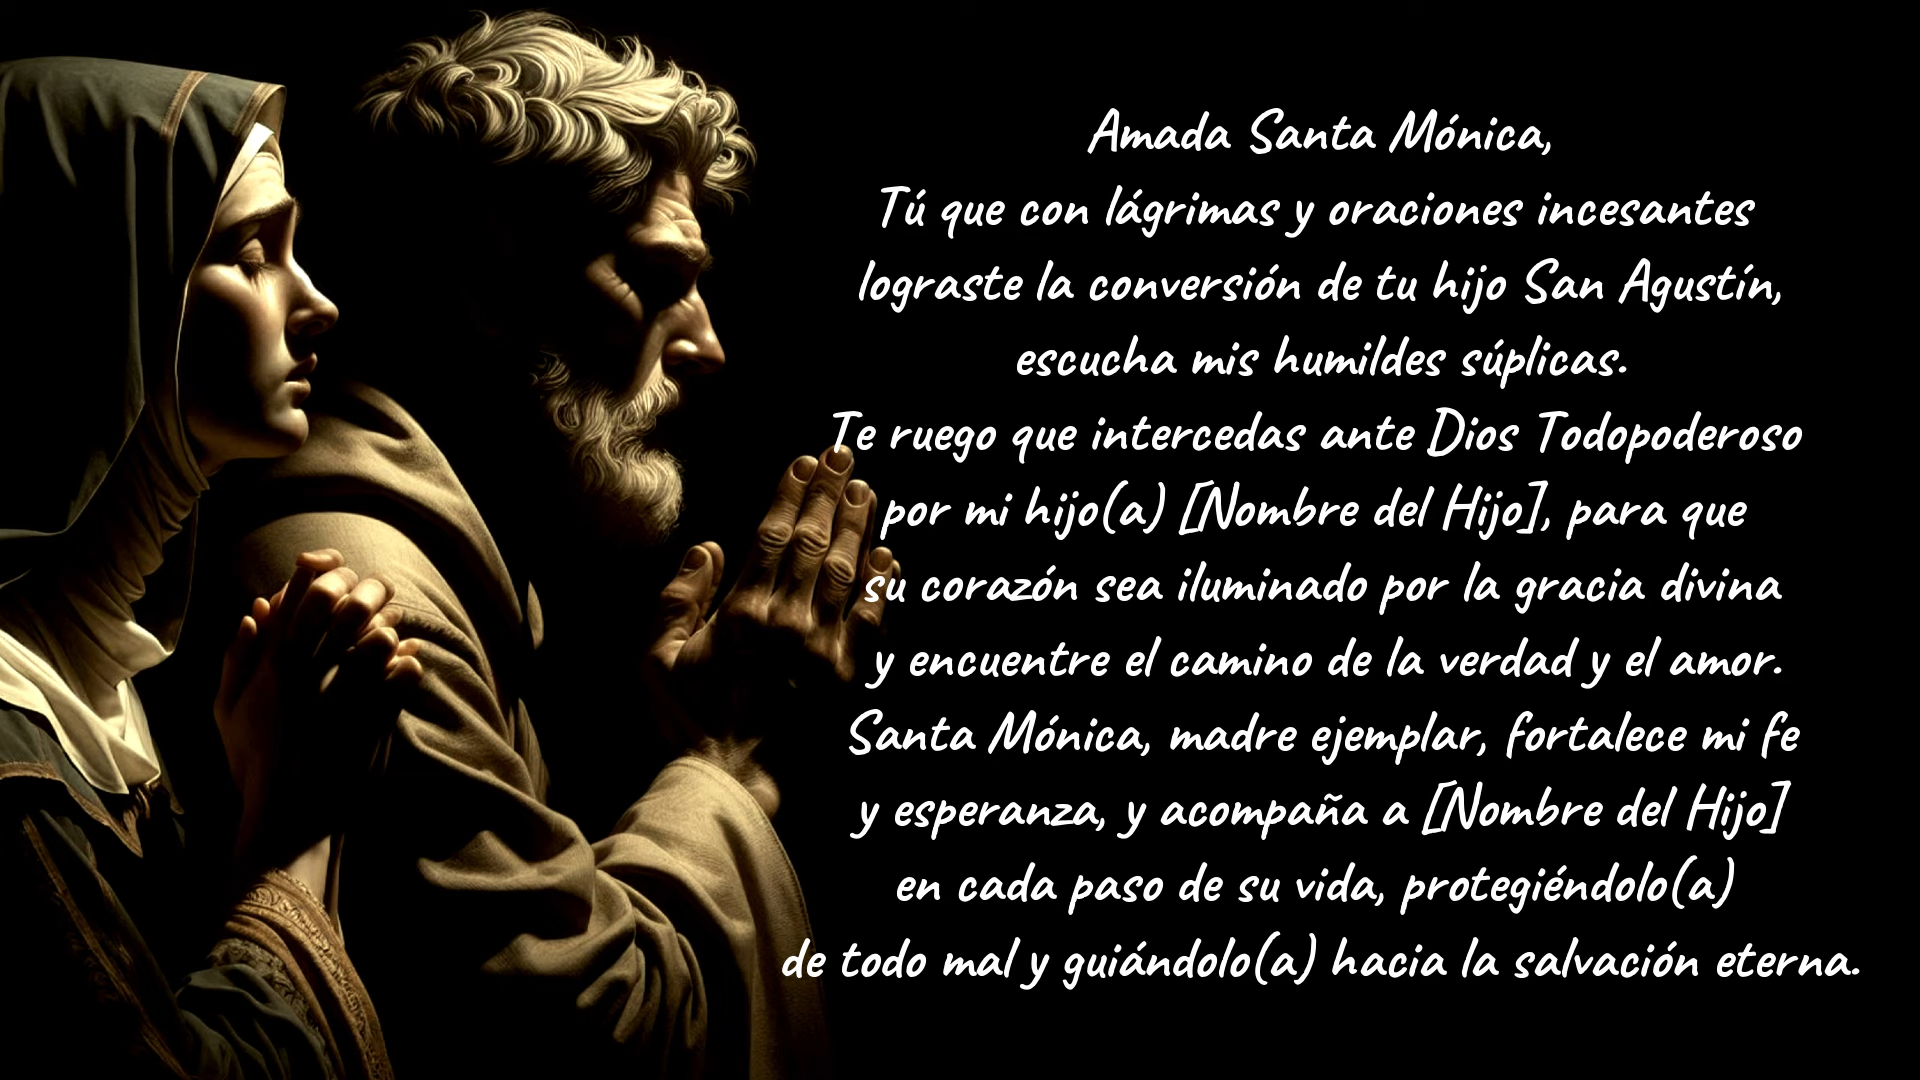 Amada Santa Mónica,
Tú que con lágrimas y oraciones incesantes
lograste la conversión de tu hijo San Agustín,
escucha mis humildes súplicas.
Te ruego que intercedas ante Dios Todopoderoso
por mi hijo(a) [Nombre del Hijo], para que
su corazón sea iluminado por la gracia divina
y encuentre el camino de la verdad y el amor.
Santa Mónica, madre ejemplar, fortalece mi fe
y esperanza, y acompaña a [Nombre del Hijo]
en cada paso de su vida, protegiéndolo(a)
de todo mal y guiándolo(a) hacia la salvación eterna.